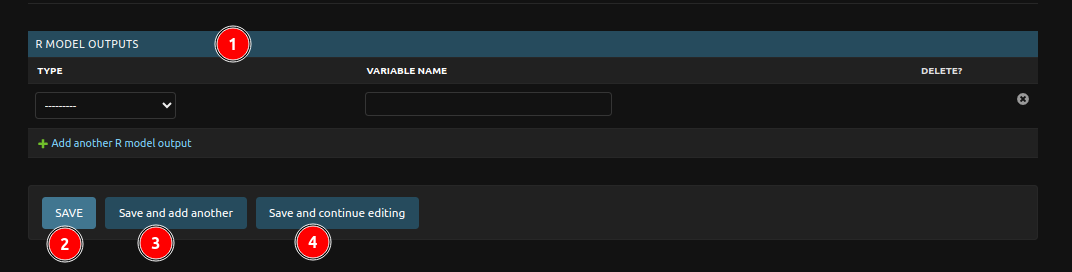 R MODEL OUTPUTS 1
TYPE VARIABLE NAME DELETE?
---------
Add another R model output
SAVE Save and add another Save and continue editing
2 3 4